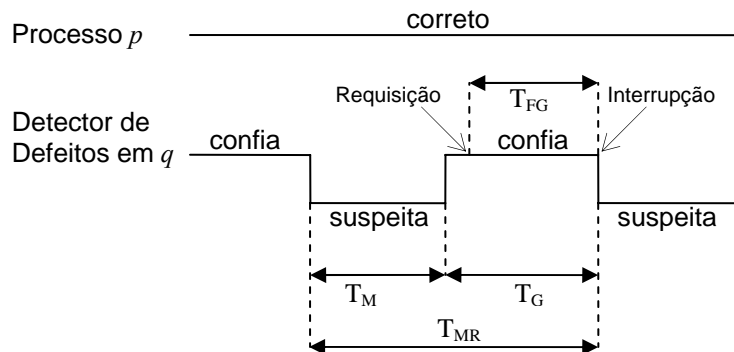 correto
Processo p
Requisição
T_FG
Interrupção
Detector de
Defeitos em q
confia
confia
suspeita
suspeita
T_M
T_G
T_MR